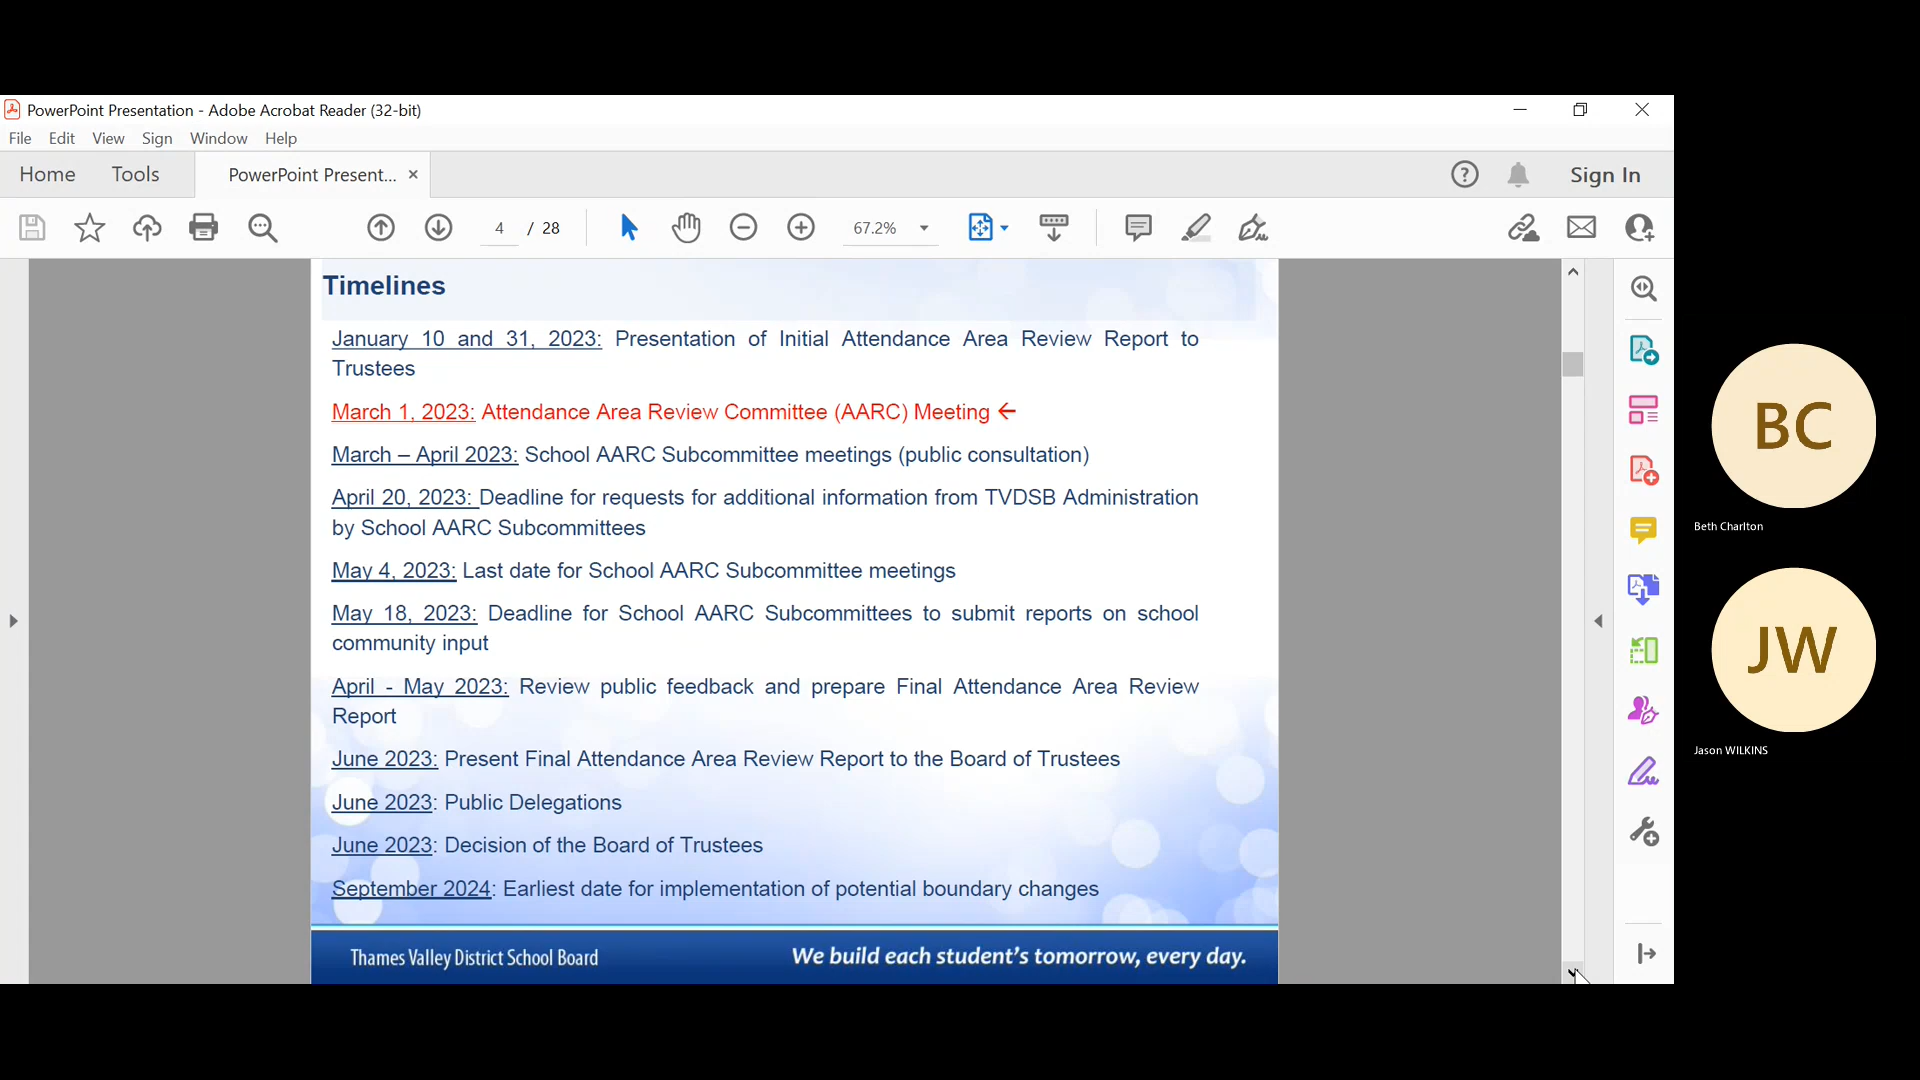 PowerPoint Presentation - Adobe Acrobat Reader (32-bit)
File Edit View Sign Window Help
Home Tools PowerPoint Present... × Sign In
4 / 28 67.2%
Timelines
January 10 and 31, 2023: Presentation of Initial Attendance Area Review Report to
Trustees
March 1, 2023: Attendance Area Review Committee (AARC) Meeting ←
March – April 2023: School AARC Subcommittee meetings (public consultation)
April 20, 2023: Deadline for requests for additional information from TVDSB Administration
by School AARC Subcommittees
May 4, 2023: Last date for School AARC Subcommittee meetings
May 18, 2023: Deadline for School AARC Subcommittees to submit reports on school
community input
April - May 2023: Review public feedback and prepare Final Attendance Area Review
Report
June 2023: Present Final Attendance Area Review Report to the Board of Trustees
June 2023: Public Delegations
June 2023: Decision of the Board of Trustees
September 2024: Earliest date for implementation of potential boundary changes
Thames Valley District School Board We build each student's tomorrow, every day.
BC
Beth Charlton
JW
Jason WILKINS